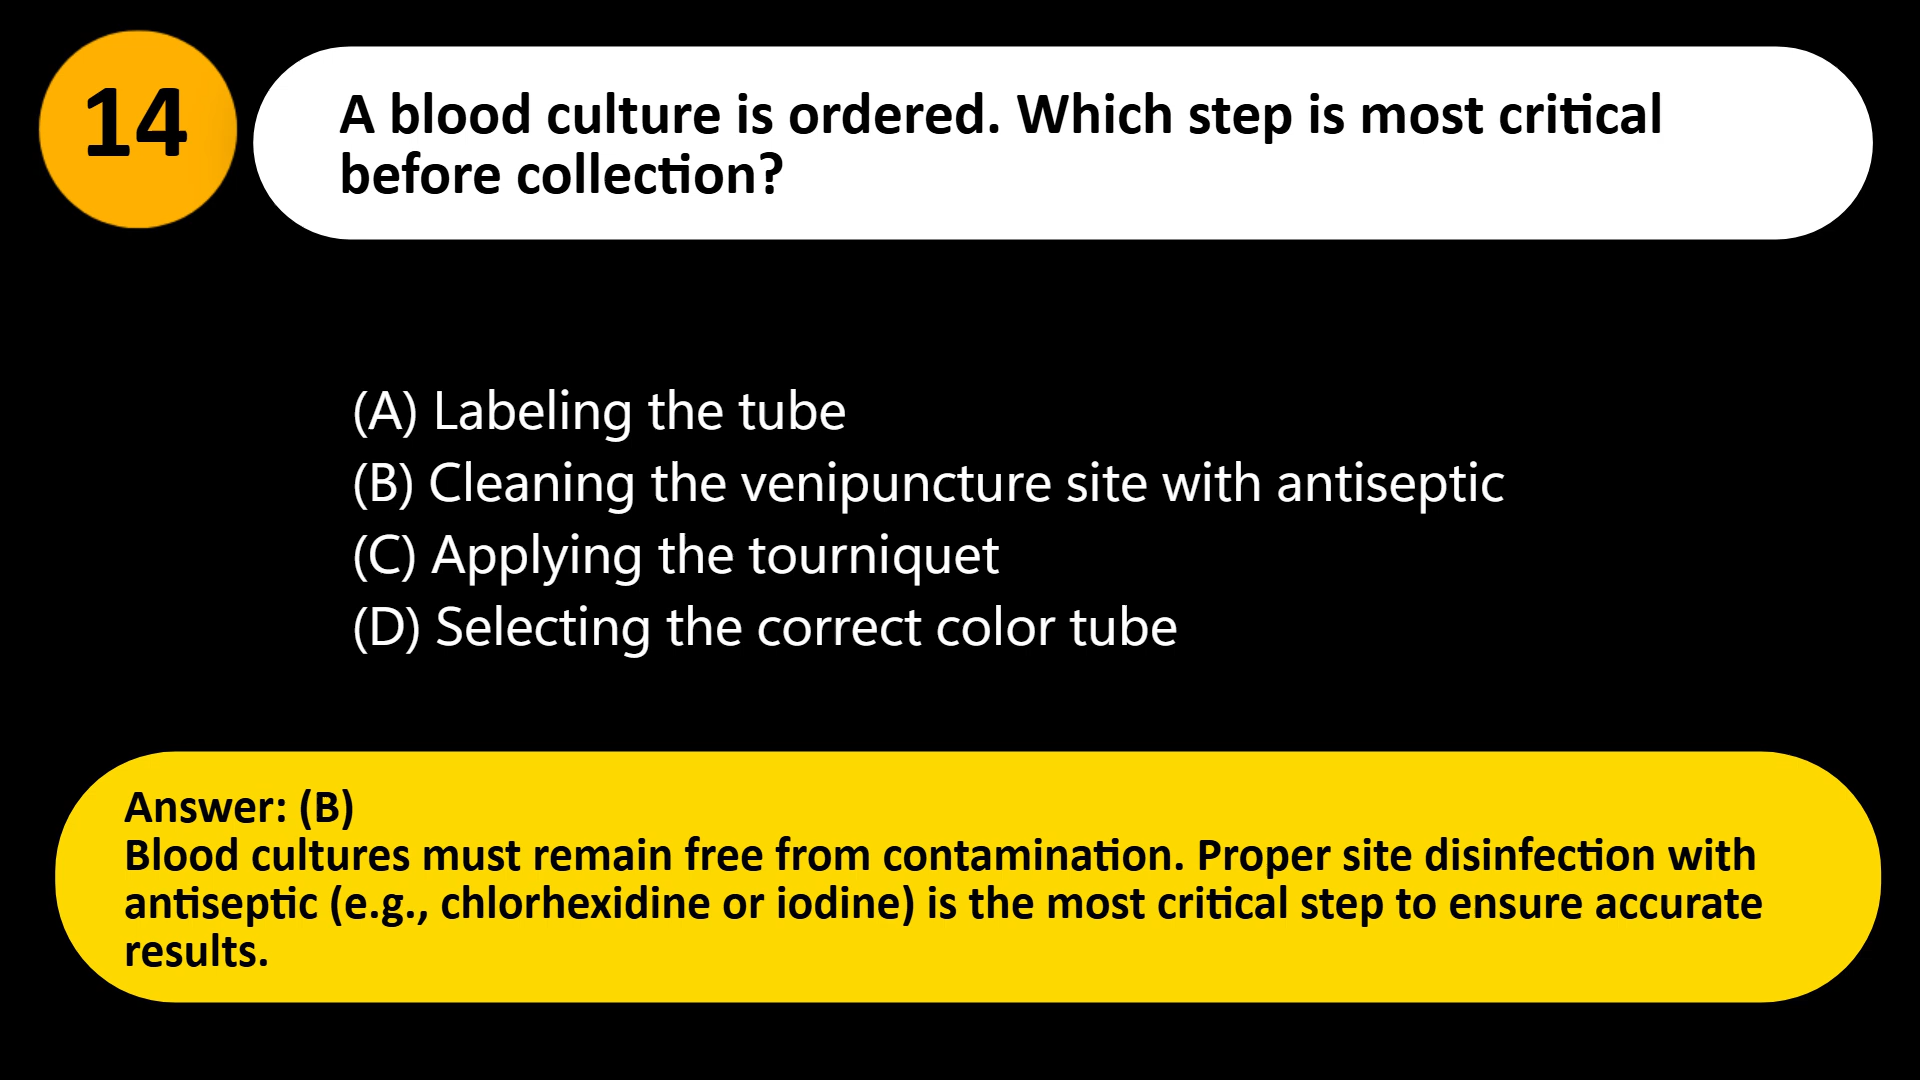 14
A blood culture is ordered. Which step is most critical
before collection?
(A) Labeling the tube
(B) Cleaning the venipuncture site with antiseptic
(C) Applying the tourniquet
(D) Selecting the correct color tube
Answer: (B)
Blood cultures must remain free from contamination. Proper site disinfection with
antiseptic (e.g., chlorhexidine or iodine) is the most critical step to ensure accurate
results.